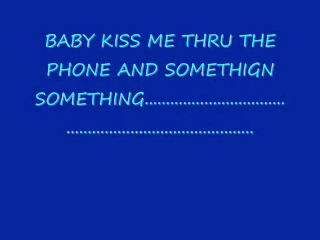 BABY KISS ME THRU THE
PHONE AND SOMETHIGN
SOMETHING.................................
............................................